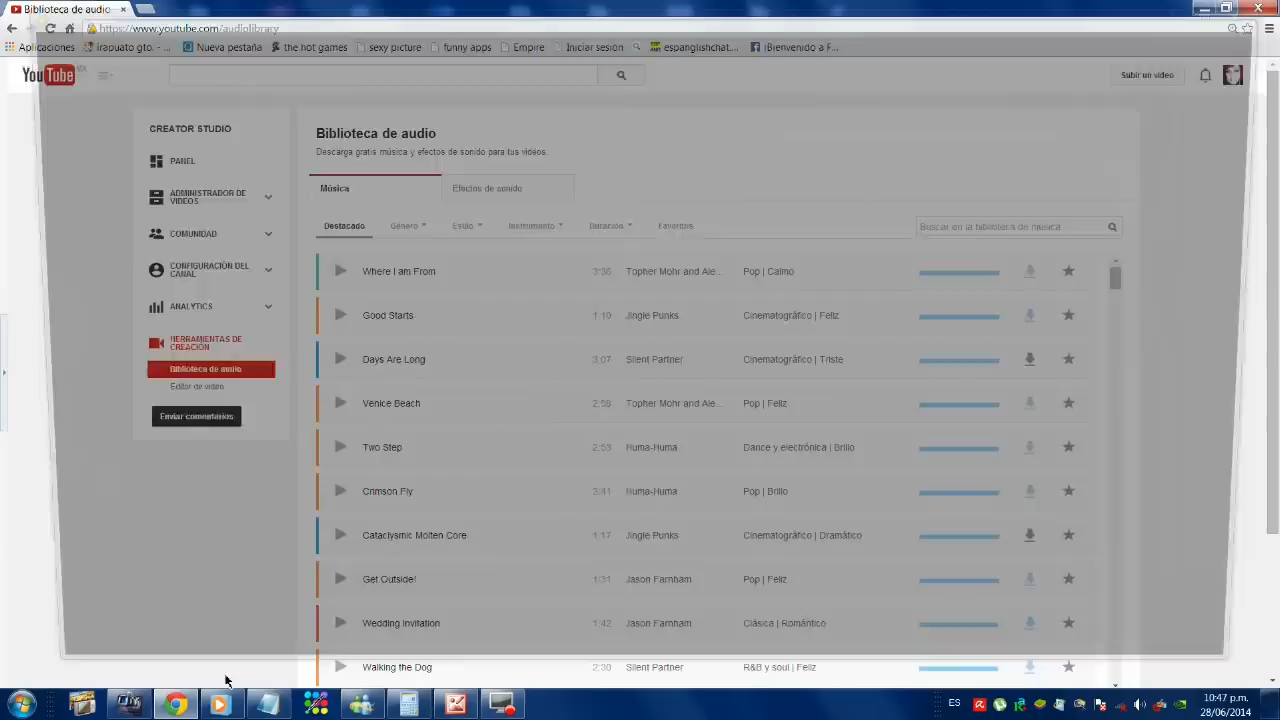 Biblioteca de audio
https://www.youtube.com/audiolibrary
Aplicaciones irapuato gto. - ... Nueva pestaña the hot games sexy picture funny apps Empire Iniciar sesión espanglishchat... ¡Bienvenido a F...
YouTube MX Subir un video
CREATOR STUDIO
PANEL
ADMINISTRADOR DE VIDEOS
COMUNIDAD
CONFIGURACIÓN DEL CANAL
ANALYTICS
HERRAMIENTAS DE CREACIÓN
Biblioteca de audio
Editor de video
Enviar comentarios
Biblioteca de audio
Descarga gratis música y efectos de sonido para tus videos.
Música Efectos de sonido
Destacado Género Estilo Instrumento Duración Favoritos Buscar en la biblioteca de música
Where I am From 3:36 Topher Mohr and Ale... Pop | Calmo
Good Starts 1:10 Jingle Punks Cinematográfico | Feliz
Days Are Long 3:07 Silent Partner Cinematográfico | Triste
Venice Beach 2:58 Topher Mohr and Ale... Pop | Feliz
Two Step 2:53 Huma-Huma Dance y electrónica | Brillo
Crimson Fly 3:41 Huma-Huma Pop | Brillo
Cataclysmic Molten Core 1:17 Jingle Punks Cinematográfico | Dramático
Get Outside! 1:31 Jason Farnham Pop | Feliz
Wedding Invitation 1:42 Jason Farnham Clásica | Romántico
Walking the Dog 2:30 Silent Partner R&B y soul | Feliz
ES
10:47 p.m.
28/06/2014